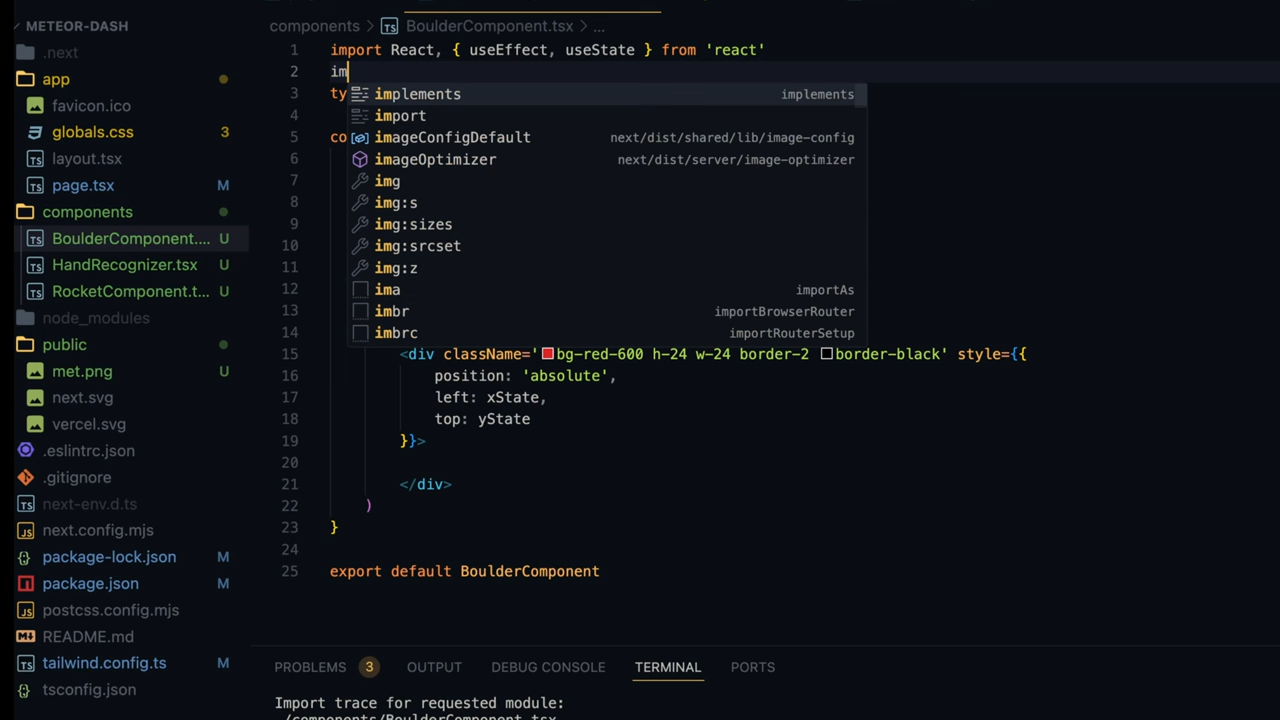 METEOR-DASH
.next
app
favicon.ico
globals.css 3
layout.tsx
page.tsx M
components
BoulderComponent.... U
HandRecognizer.tsx U
RocketComponent.t... U
node_modules
public
met.png U
next.svg
vercel.svg
.eslintrc.json
.gitignore
next-env.d.ts
next.config.mjs
package-lock.json M
package.json M
postcss.config.mjs
README.md
tailwind.config.ts M
tsconfig.json
components > BoulderComponent.tsx > ...
1 import React, { useEffect, useState } from 'react'
2 im
3 ty
4
5 co
6
7
8
9
10
11
12
13
14
implements implements
import
imageConfigDefault next/dist/shared/lib/image-config
imageOptimizer next/dist/server/image-optimizer
img
img:s
img:sizes
img:srcset
img:z
ima importAs
imbr importBrowserRouter
imbrc importRouterSetup
15 <div className='bg-red-600 h-24 w-24 border-2 border-black' style={{
16 position: 'absolute',
17 left: xState,
18 top: yState
19 }}>
20
21 </div>
22 )
23 }
24
25 export default BoulderComponent
PROBLEMS 3 OUTPUT DEBUG CONSOLE TERMINAL PORTS
Import trace for requested module:
./components/BoulderComponent.tsx